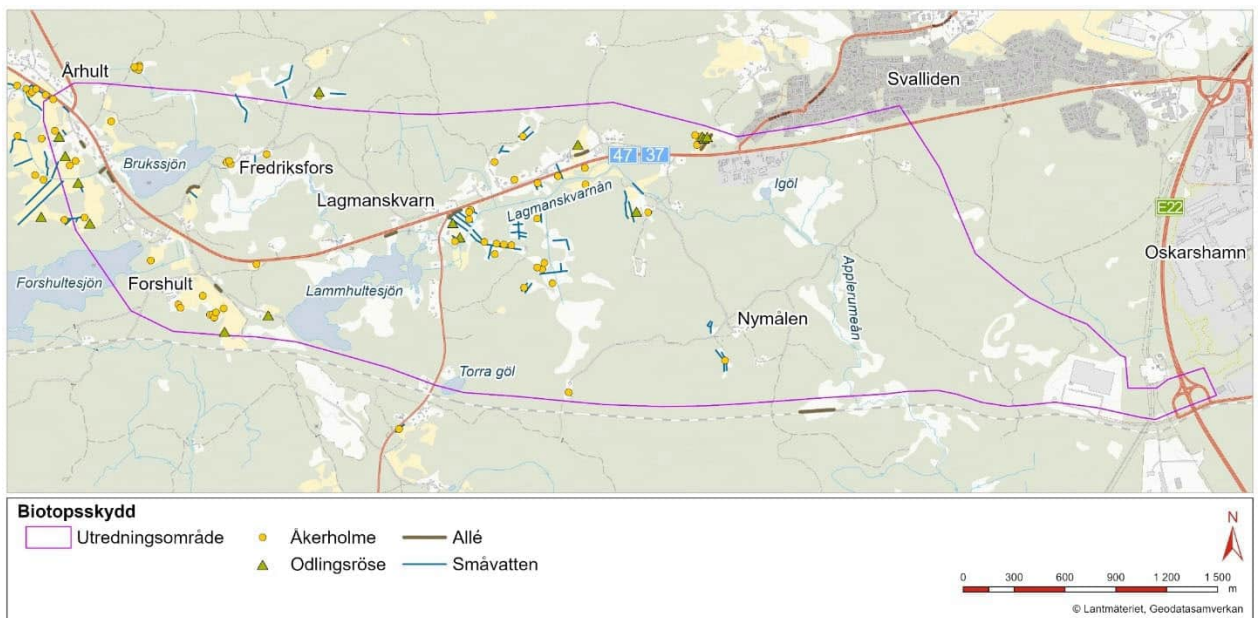 Århult
Svalliden
Brukssjön
Fredriksfors
47 37
Igöl
Lagmanskvarn
Lagmanskvarnån
E22
Oskarshamn
Forshultesjön
Forshult
Lammhultesjön
Applerumeån
Nymålen
Torra göl
Biotopsskydd
Utredningsområde
Åkerholme
Allé
Odlingsröse
Småvatten
N
0 300 600 900 1 200 1 500
m
© Lantmäteriet, Geodatasamverkan